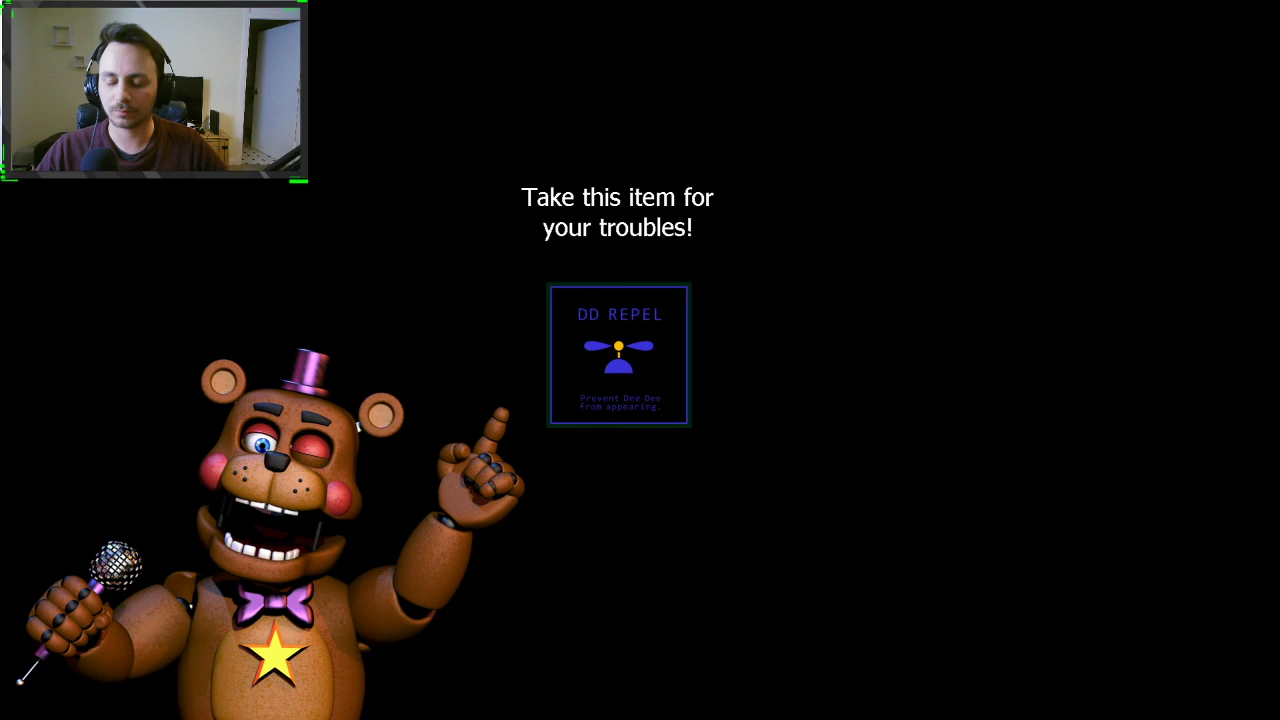 Take this item for
your troubles!
DD REPEL
Prevent Dee Dee
from appearing.